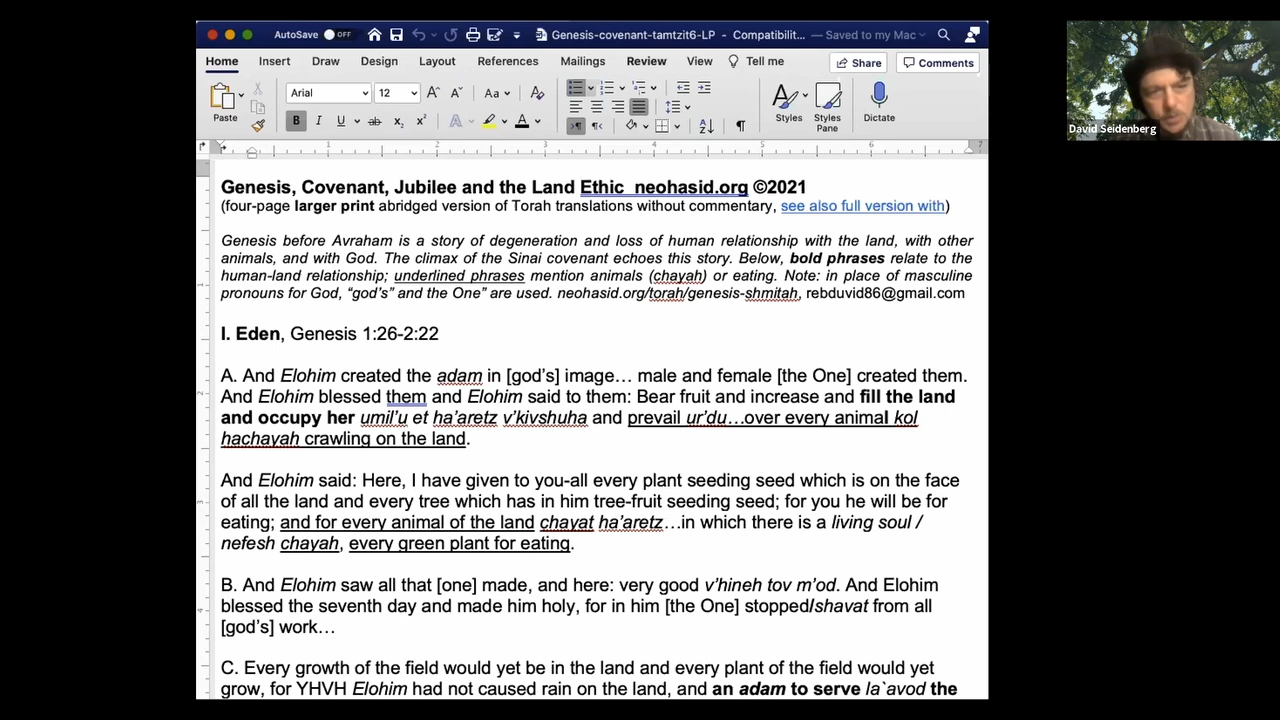 AutoSave OFF Genesis-covenant-tamtzit6-LP - Compatibilit... — Saved to my Mac
Home Insert Draw Design Layout References Mailings Review View Tell me Share Comments
Paste Arial 12 A A Aa A Styles Styles Pane Dictate
B I U ab x₂ x² A A
1 2 3 4 5 6 7
David Seidenberg
Genesis, Covenant, Jubilee and the Land Ethic neohasid.org ©2021
(four-page larger print abridged version of Torah translations without commentary, see also full version with)
Genesis before Avraham is a story of degeneration and loss of human relationship with the land, with other
animals, and with God. The climax of the Sinai covenant echoes this story. Below, bold phrases relate to the
human-land relationship; underlined phrases mention animals (chayah) or eating. Note: in place of masculine
pronouns for God, “god’s” and the One” are used. neohasid.org/torah/genesis-shmitah, rebduvid86@gmail.com
I. Eden, Genesis 1:26-2:22
A. And Elohim created the adam in [god’s] image… male and female [the One] created them.
And Elohim blessed them and Elohim said to them: Bear fruit and increase and fill the land
and occupy her umil’u et ha’aretz v’kivshuha and prevail ur’du…over every animal kol
hachayah crawling on the land.
And Elohim said: Here, I have given to you-all every plant seeding seed which is on the face
of all the land and every tree which has in him tree-fruit seeding seed; for you he will be for
eating; and for every animal of the land chayat ha’aretz…in which there is a living soul /
nefesh chayah, every green plant for eating.
B. And Elohim saw all that [one] made, and here: very good v’hineh tov m’od. And Elohim
blessed the seventh day and made him holy, for in him [the One] stopped/shavat from all
[god’s] work…
C. Every growth of the field would yet be in the land and every plant of the field would yet
grow, for YHVH Elohim had not caused rain on the land, and an adam to serve la`avod the